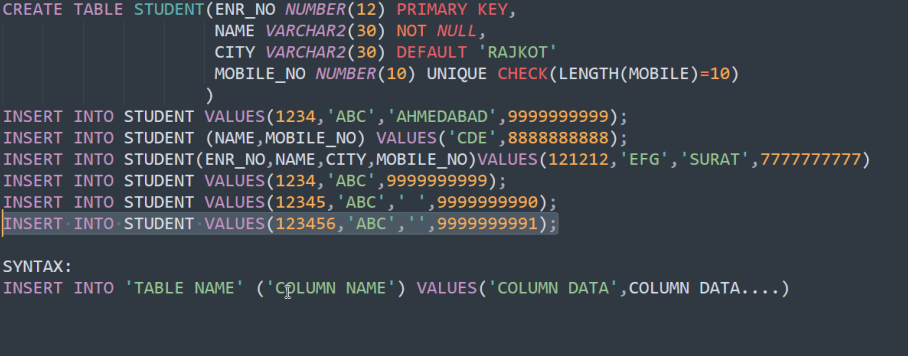 CREATE TABLE STUDENT(ENR_NO NUMBER(12) PRIMARY KEY,
NAME VARCHAR2(30) NOT NULL,
CITY VARCHAR2(30) DEFAULT 'RAJKOT'
MOBILE_NO NUMBER(10) UNIQUE CHECK(LENGTH(MOBILE)=10)
)
INSERT INTO STUDENT VALUES(1234,'ABC','AHMEDABAD',9999999999);
INSERT INTO STUDENT (NAME,MOBILE_NO) VALUES('CDE',8888888888);
INSERT INTO STUDENT(ENR_NO,NAME,CITY,MOBILE_NO)VALUES(121212,'EFG','SURAT',7777777777)
INSERT INTO STUDENT VALUES(1234,'ABC',9999999999);
INSERT INTO STUDENT VALUES(12345,'ABC',' ',9999999990);
INSERT INTO STUDENT VALUES(123456,'ABC','',9999999991);
SYNTAX:
INSERT INTO 'TABLE NAME' ('COLUMN NAME') VALUES('COLUMN DATA',COLUMN DATA....)